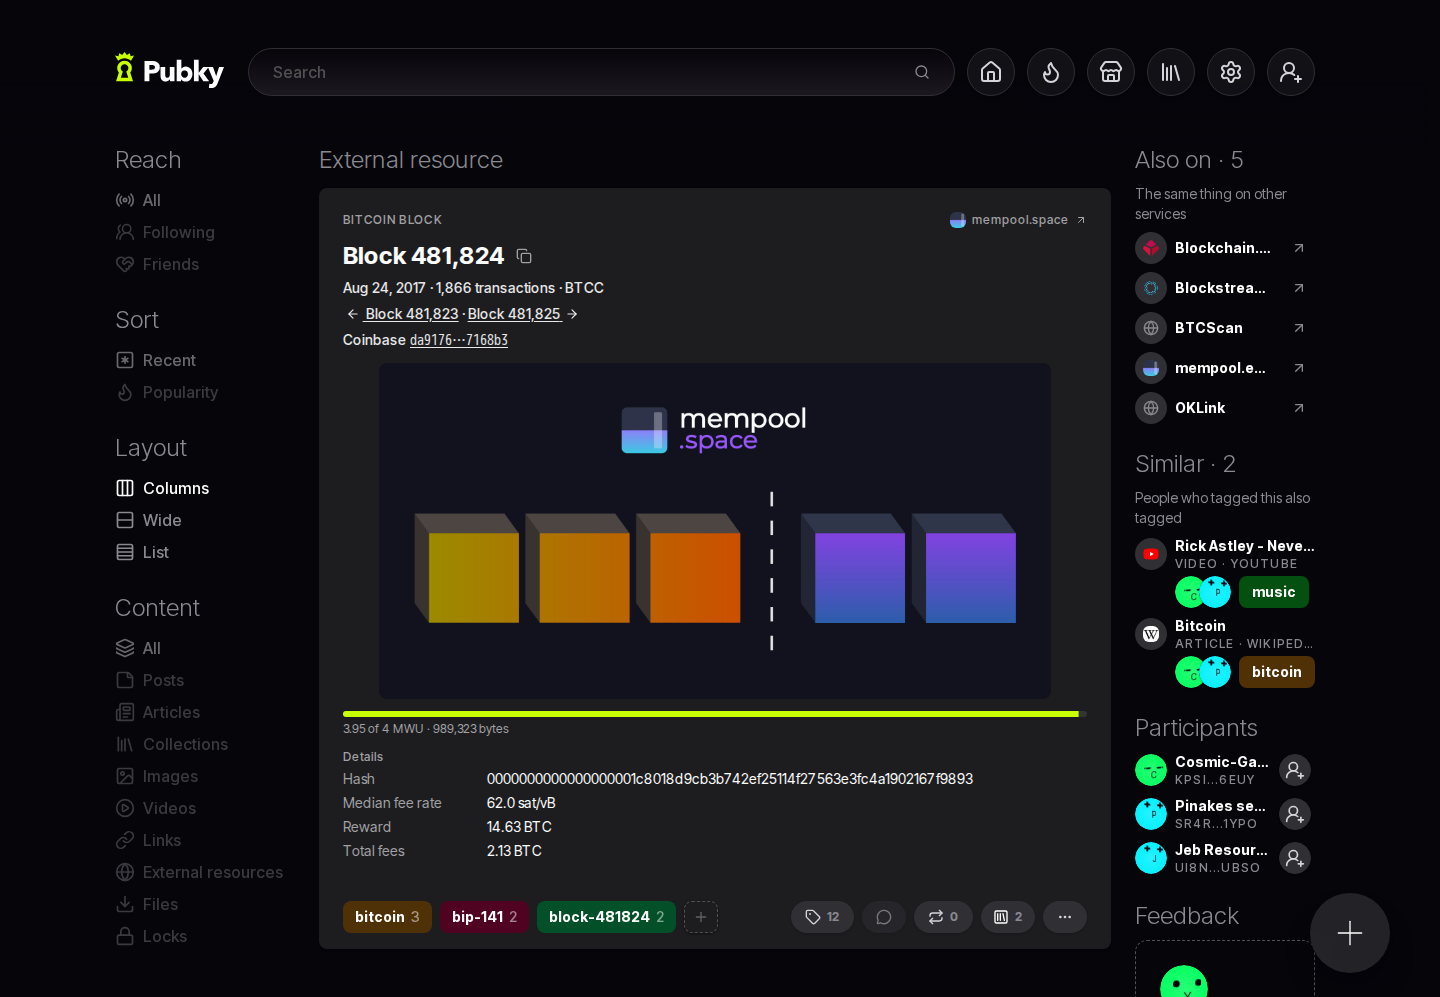 Pubky
Search
Reach
All
Following
Friends
Sort
Recent
Popularity
Layout
Columns
Wide
List
Content
All
Posts
Articles
Collections
Images
Videos
Links
External resources
Files
Locks
External resource
BITCOIN BLOCK
mempool.space
Block 481,824
Aug 24, 2017 · 1,866 transactions · BTCC
← Block 481,823 · Block 481,825 →
Coinbase da9176···7168b3
mempool
.space
3.95 of 4 MWU · 989,323 bytes
Details
Hash 0000000000000000001c8018d9cb3b742ef25114f27563e3fc4a1902167f9893
Median fee rate 62.0 sat/vB
Reward 14.63 BTC
Total fees 2.13 BTC
bitcoin 3 bip-141 2 block-481824 2
12 0 2
Also on · 5
The same thing on other
services
Blockchain....
Blockstrea...
BTCScan
mempool.e...
OKLink
Similar · 2
People who tagged this also
tagged
Rick Astley - Neve...
VIDEO · YOUTUBE
music
Bitcoin
ARTICLE · WIKIPED...
bitcoin
Participants
Cosmic-Ga...
KPSI...6EUY
Pinakes se...
SR4R...1YPO
Jeb Resour...
UI8N...UBSO
Feedback